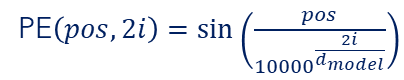 PE(pos, 2i) = sin(pos / 10000^(2i / d_model))